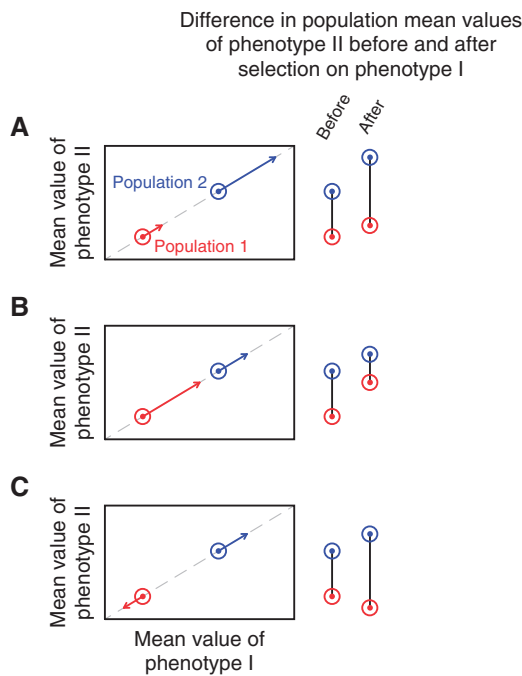 Difference in population mean values
of phenotype II before and after
selection on phenotype I
Before
After
A
Mean value of
phenotype II
Population 2
Population 1
B
Mean value of
phenotype II
C
Mean value of
phenotype II
Mean value of
phenotype I